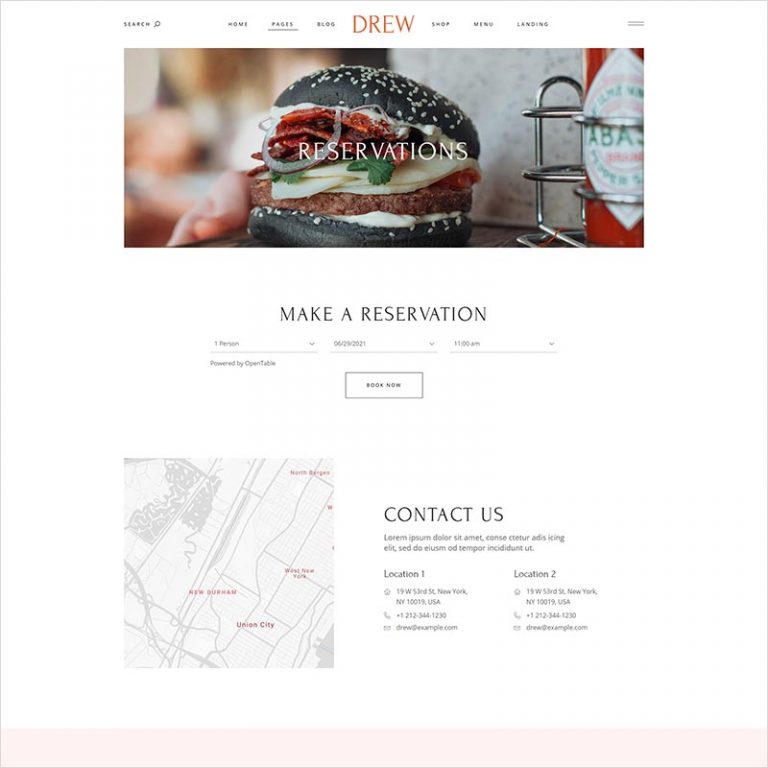 SEARCH
HOME
PAGES
BLOG
DREW
SHOP
MENU
LANDING
RESERVATIONS
MAKE A RESERVATION
1 Person
06/29/2021
11:00 am
Powered by OpenTable
BOOK NOW
North Bergen
West New
York
NEW DURHAM
Union City
CONTACT US
Lorem ipsum dolor sit amet, conse ctetur adis icing
elit, sed do eiusm od tempor incididunt ut.
Location 1
19 W 53rd St, New York,
NY 10019, USA
+1 212-344-1230
drew@example.com
Location 2
19 W 53rd St, New York,
NY 10019, USA
+1 212-344-1230
drew@example.com